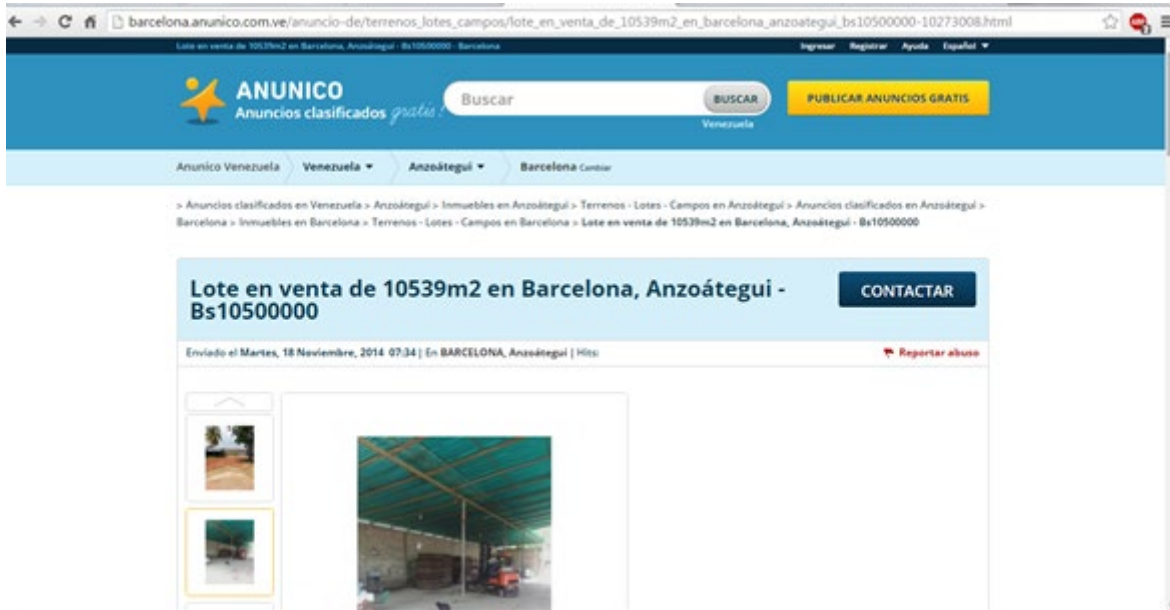 barcelona.anunico.com.ve/anuncio-de/terrenos_lotes_campos/lote_en_venta_de_10539m2_en_barcelona_anzoategui_bs10500000-10273008.html
Lote en venta de 10539m2 en Barcelona, Anzoátegui - Bs10500000 - Barcelona
Ingresar Registrar Ayuda Español
ANUNICO
Anuncios clasificados gratis!
Buscar
BUSCAR
Venezuela
PUBLICAR ANUNCIOS GRATIS
Anunico Venezuela Venezuela Anzoátegui Barcelona Cambiar
> Anuncios clasificados en Venezuela > Anzoátegui > Inmuebles en Anzoátegui > Terrenos - Lotes - Campos en Anzoátegui > Anuncios clasificados en Anzoátegui >
Barcelona > Inmuebles en Barcelona > Terrenos - Lotes - Campos en Barcelona > Lote en venta de 10539m2 en Barcelona, Anzoátegui - Bs10500000
Lote en venta de 10539m2 en Barcelona, Anzoátegui -
Bs10500000
CONTACTAR
Enviado el Martes, 18 Noviembre, 2014 07:34 | En BARCELONA, Anzoátegui | Hits:
Reportar abuso